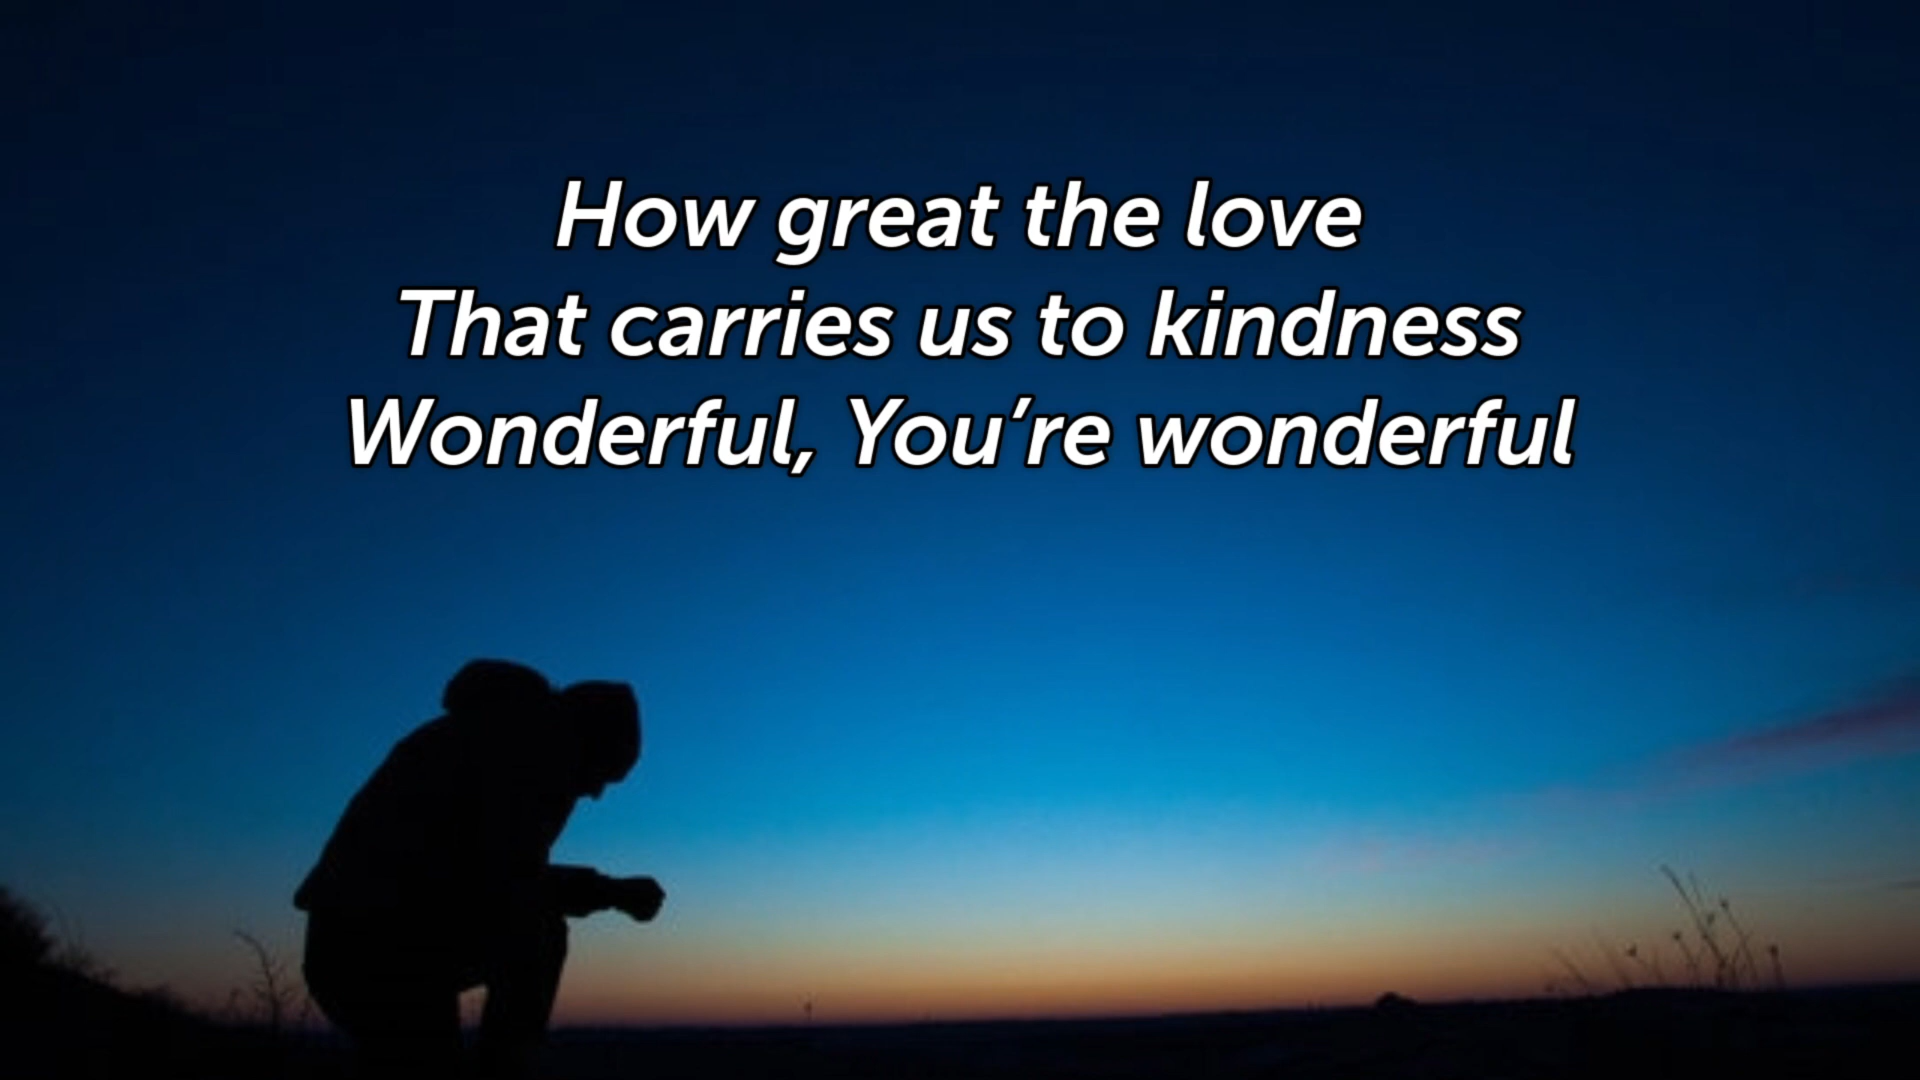 How great the love
That carries us to kindness
Wonderful, You’re wonderful